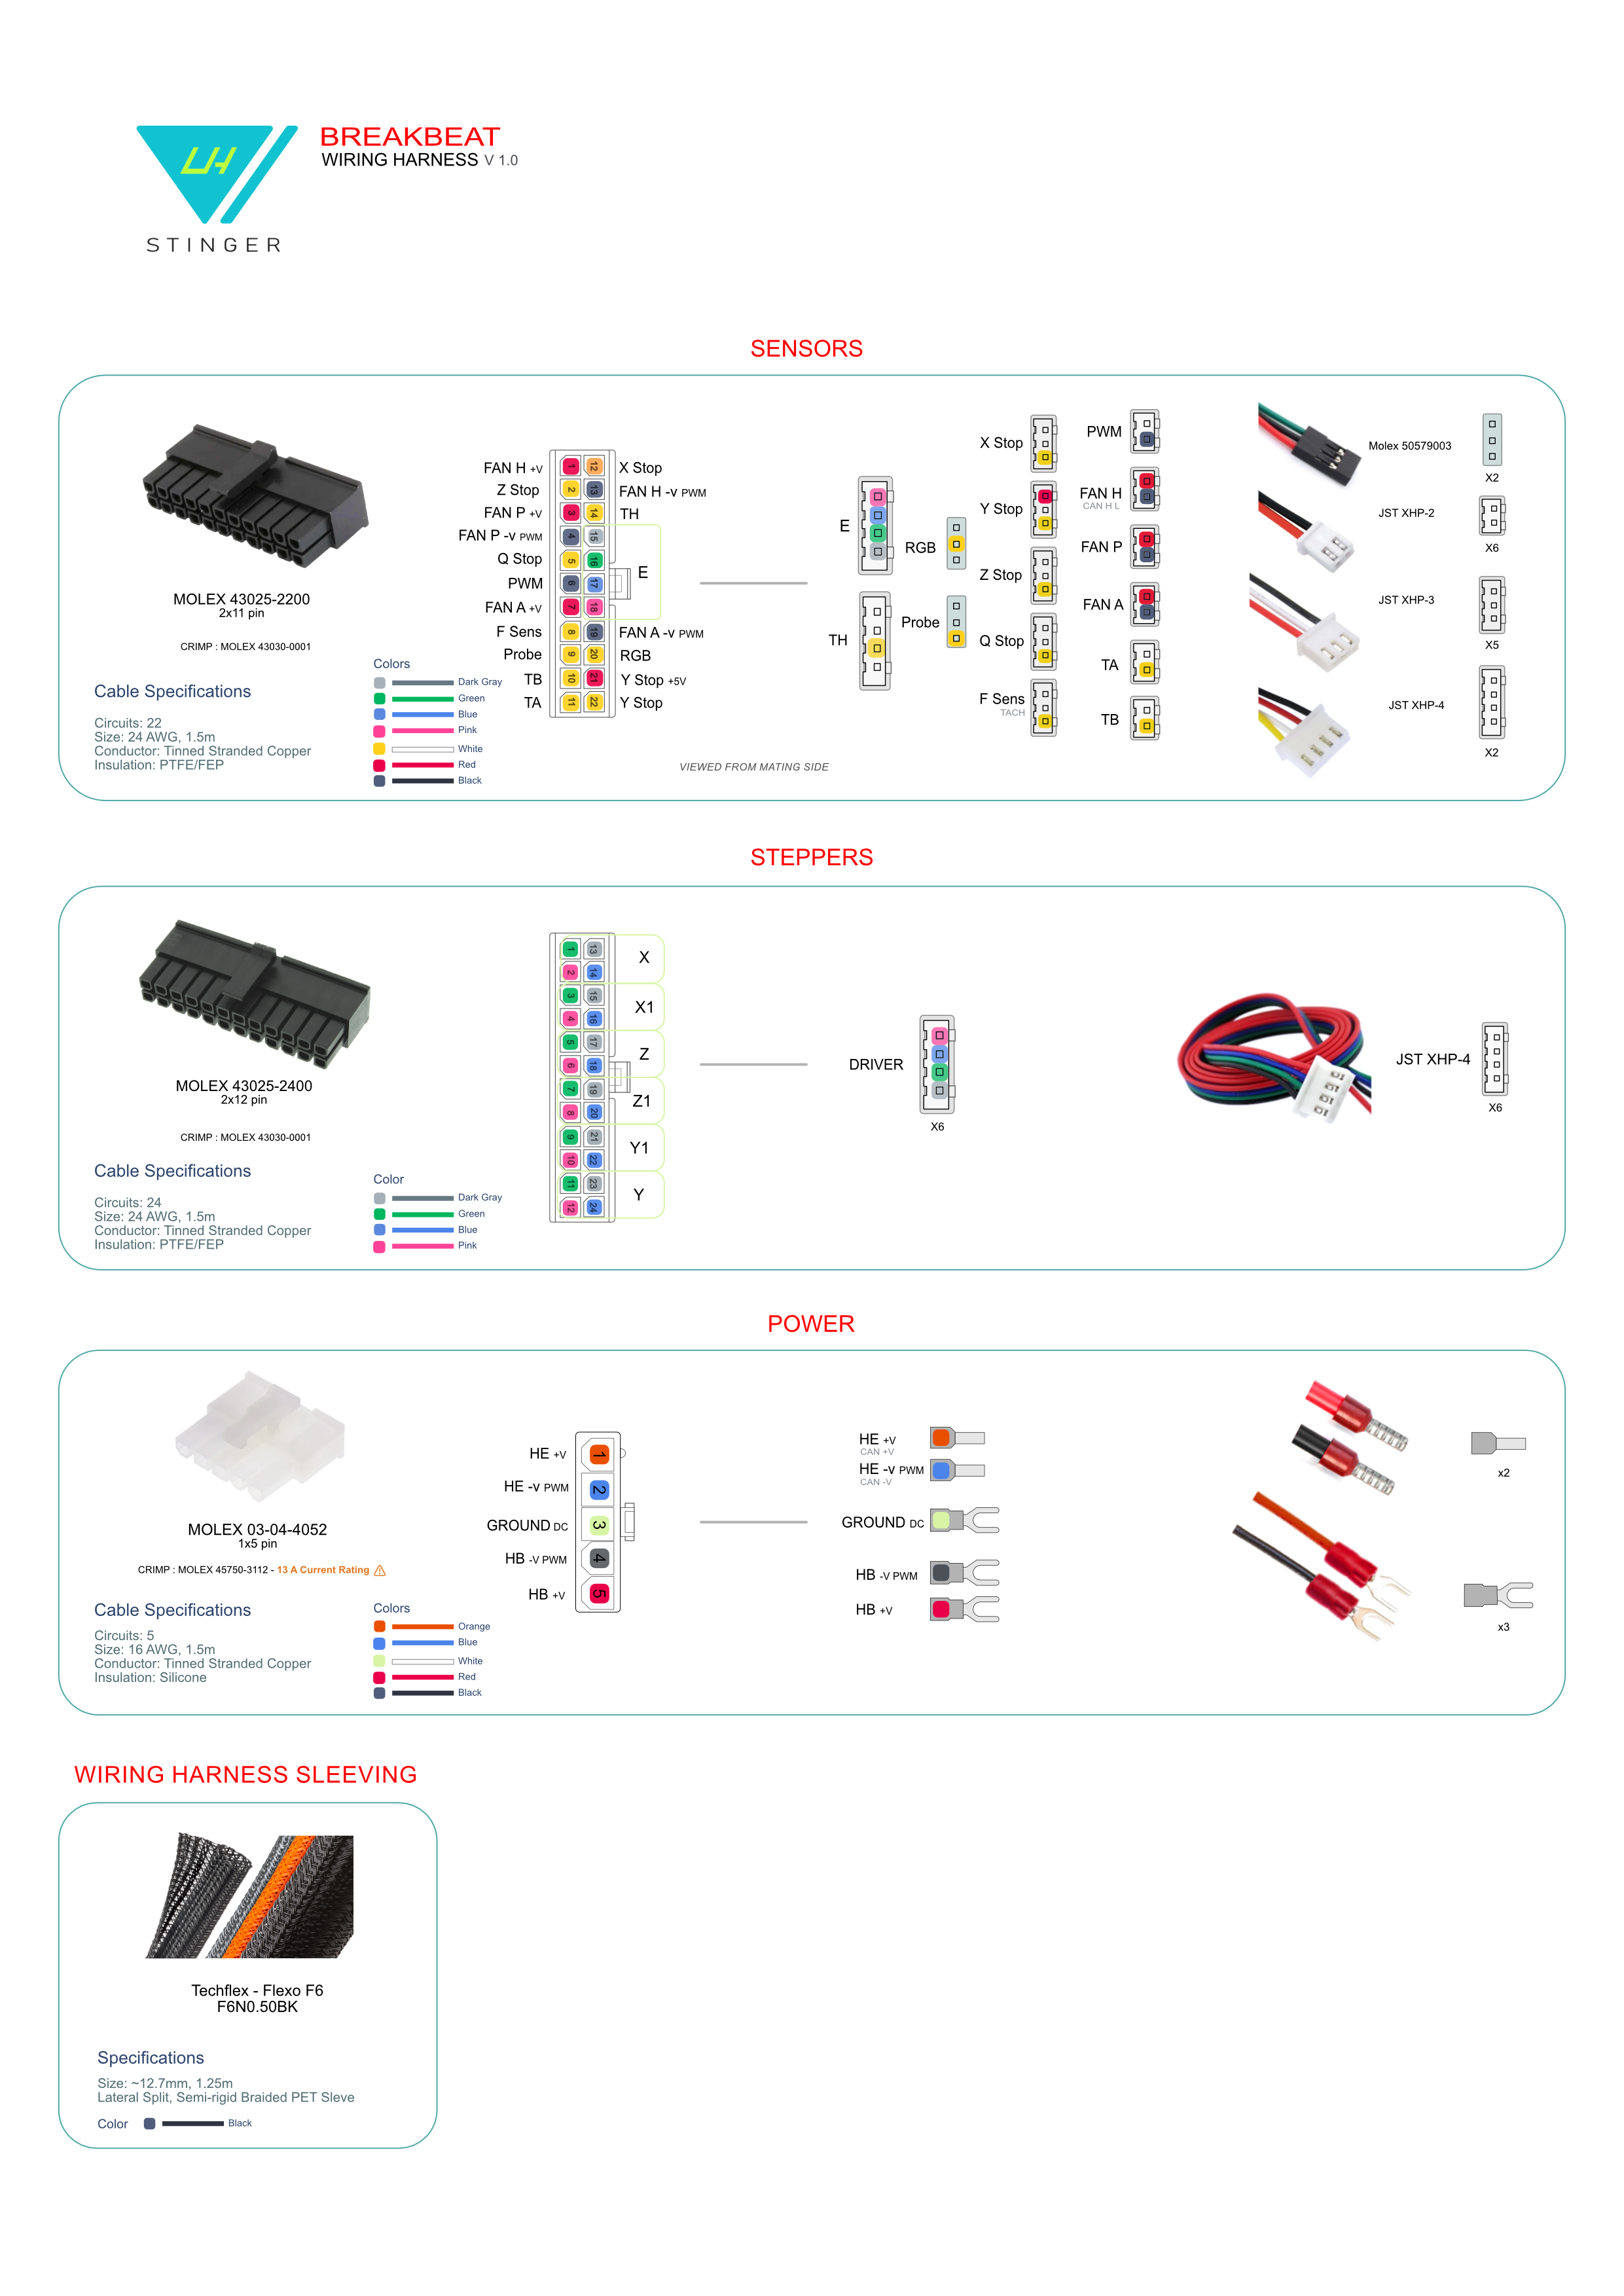 UH
STINGER
BREAKBEAT
WIRING HARNESS V 1.0
SENSORS
MOLEX 43025-2200
2x11 pin
CRIMP : MOLEX 43030-0001
Cable Specifications
Circuits: 22
Size: 24 AWG, 1.5m
Conductor: Tinned Stranded Copper
Insulation: PTFE/FEP
Colors
Dark Gray
Green
Blue
Pink
White
Red
Black
FAN H +V 1 12 X Stop
Z Stop 2 13 FAN H -v PWM
FAN P +V 3 14 TH
FAN P -v PWM 4 15
Q Stop 5 16
E
PWM 6 17
FAN A +V 7 18
F Sens 8 19 FAN A -v PWM
Probe 9 20 RGB
TB 10 21 Y Stop +5V
TA 11 22 Y Stop
VIEWED FROM MATING SIDE
E
TH
RGB
Probe
X Stop
Y Stop
Z Stop
Q Stop
F Sens
TACH
PWM
FAN H
CAN H L
FAN P
FAN A
TA
TB
Molex 50579003
X2
JST XHP-2
X6
JST XHP-3
X5
JST XHP-4
X2
STEPPERS
MOLEX 43025-2400
2x12 pin
CRIMP : MOLEX 43030-0001
Cable Specifications
Circuits: 24
Size: 24 AWG, 1.5m
Conductor: Tinned Stranded Copper
Insulation: PTFE/FEP
Color
Dark Gray
Green
Blue
Pink
1 13
X
2 14
3 15
X1
4 16
5 17
Z
6 18
7 19
Z1
8 20
9 21
Y1
10 22
11 23
Y
12 24
DRIVER
X6
JST XHP-4
X6
POWER
MOLEX 03-04-4052
1x5 pin
CRIMP : MOLEX 45750-3112 - 13 A Current Rating
Cable Specifications
Circuits: 5
Size: 16 AWG, 1.5m
Conductor: Tinned Stranded Copper
Insulation: Silicone
Colors
Orange
Blue
White
Red
Black
HE +V 1
HE -v PWM 2
GROUND DC 3
HB -V PWM 4
HB +V 5
HE +V
CAN +V
HE -v PWM
CAN -V
GROUND DC
HB -V PWM
HB +V
x2
x3
WIRING HARNESS SLEEVING
Techflex - Flexo F6
F6N0.50BK
Specifications
Size: ~12.7mm, 1.25m
Lateral Split, Semi-rigid Braided PET Sleve
Color Black